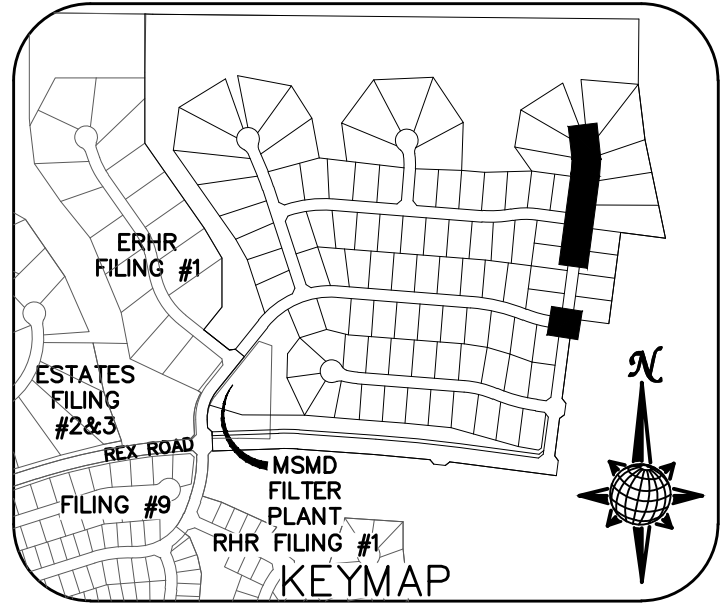 ERHR
FILING #1
ESTATES
FILING
#2&3
REX ROAD
FILING #9
MSMD
FILTER
PLANT
RHR FILING #1
KEYMAP
N